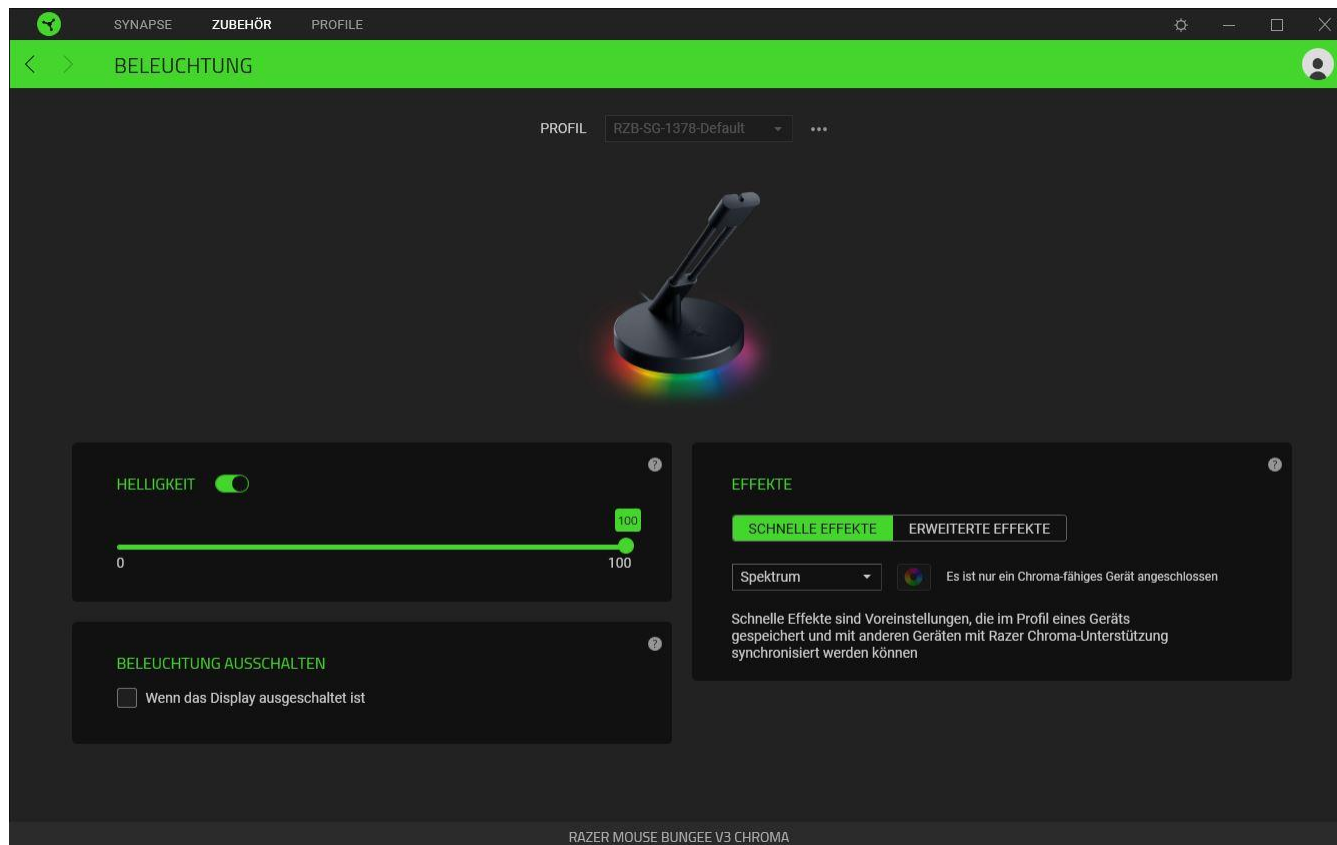 SYNAPSE ZUBEHÖR PROFILE
BELEUCHTUNG
PROFIL RZB-SG-1378-Default
HELLIGKEIT
100
0 100
BELEUCHTUNG AUSSCHALTEN
Wenn das Display ausgeschaltet ist
EFFEKTE
SCHNELLE EFFEKTE ERWEITERTE EFFEKTE
Spektrum Es ist nur ein Chroma-fähiges Gerät angeschlossen
Schnelle Effekte sind Voreinstellungen, die im Profil eines Geräts
gespeichert und mit anderen Geräten mit Razer Chroma-Unterstützung
synchronisiert werden können
RAZER MOUSE BUNGEE V3 CHROMA